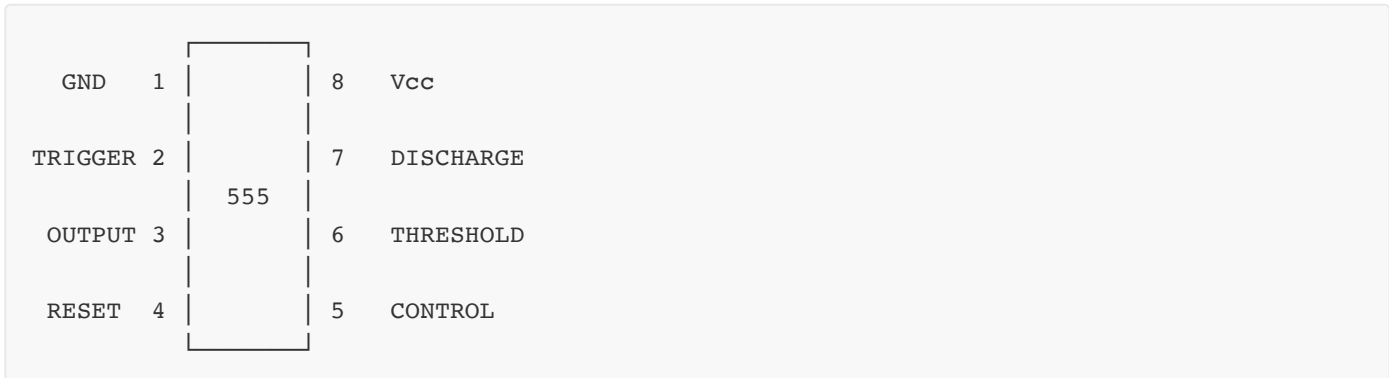 GND 1 8 Vcc
TRIGGER 2 7 DISCHARGE
555
OUTPUT 3 6 THRESHOLD
RESET 4 5 CONTROL